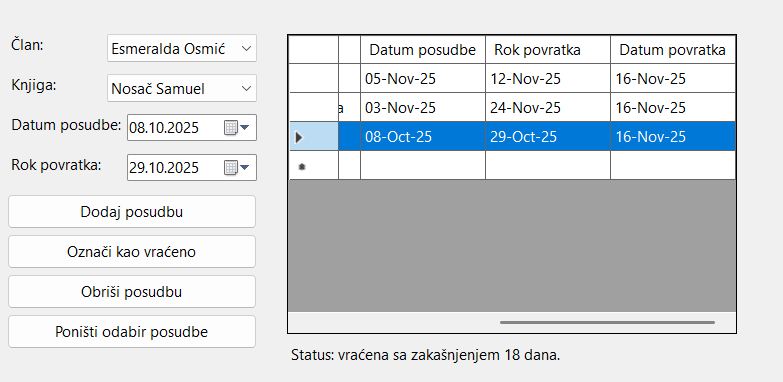 Član:
Esmeralda Osmić
Knjiga:
Nosač Samuel
Datum posudbe:
08.10.2025
Rok povratka:
29.10.2025
Dodaj posudbu
Označi kao vraćeno
Obriši posudbu
Poništi odabir posudbe
Datum posudbe Rok povratka Datum povratka
05-Nov-25 12-Nov-25 16-Nov-25
a 03-Nov-25 24-Nov-25 16-Nov-25
08-Oct-25 29-Oct-25 16-Nov-25
Status: vraćena sa zakašnjenjem 18 dana.